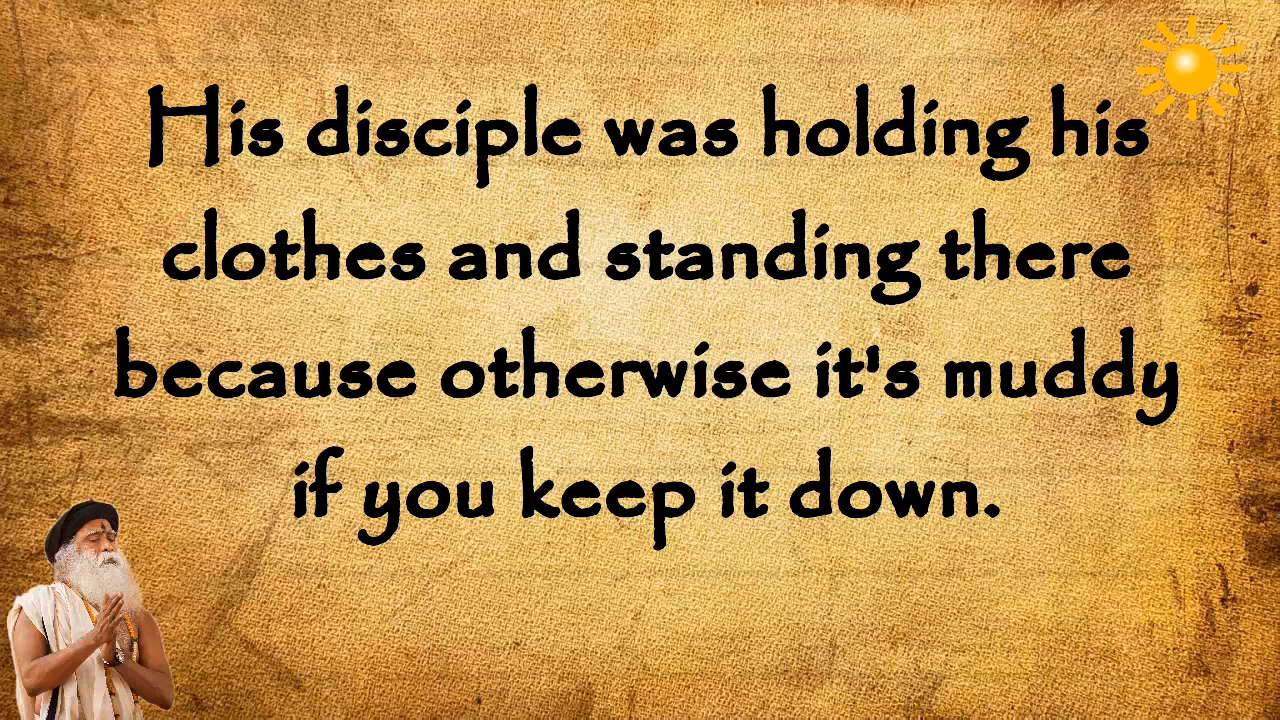 His disciple was holding his
clothes and standing there
because otherwise it's muddy
if you keep it down.